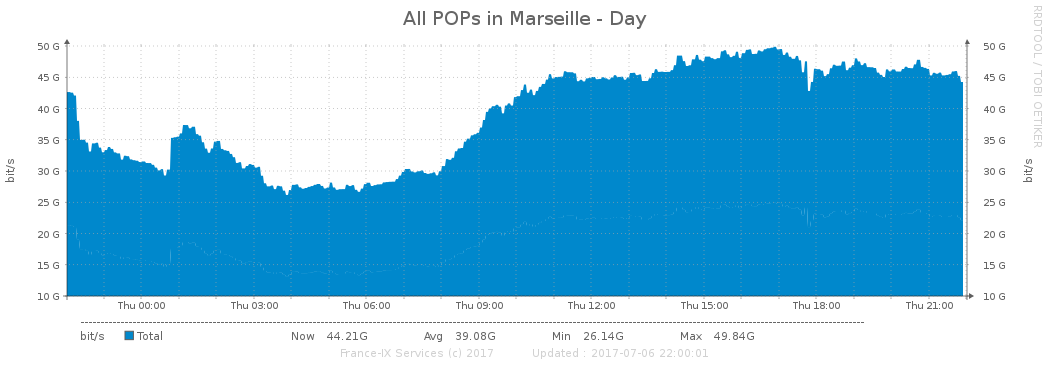 All POPs in Marseille - Day
RRDTOOL / TOBI OETIKER
50 G 50 G
45 G 45 G
40 G 40 G
35 G 35 G
30 G 30 G
25 G 25 G
20 G 20 G
15 G 15 G
10 G 10 G
bit/s bit/s
Thu 00:00 Thu 03:00 Thu 06:00 Thu 09:00 Thu 12:00 Thu 15:00 Thu 18:00 Thu 21:00
bit/s Total Now 44.21G Avg 39.08G Min 26.14G Max 49.84G
France-IX Services (c) 2017 Updated : 2017-07-06 22:00:01